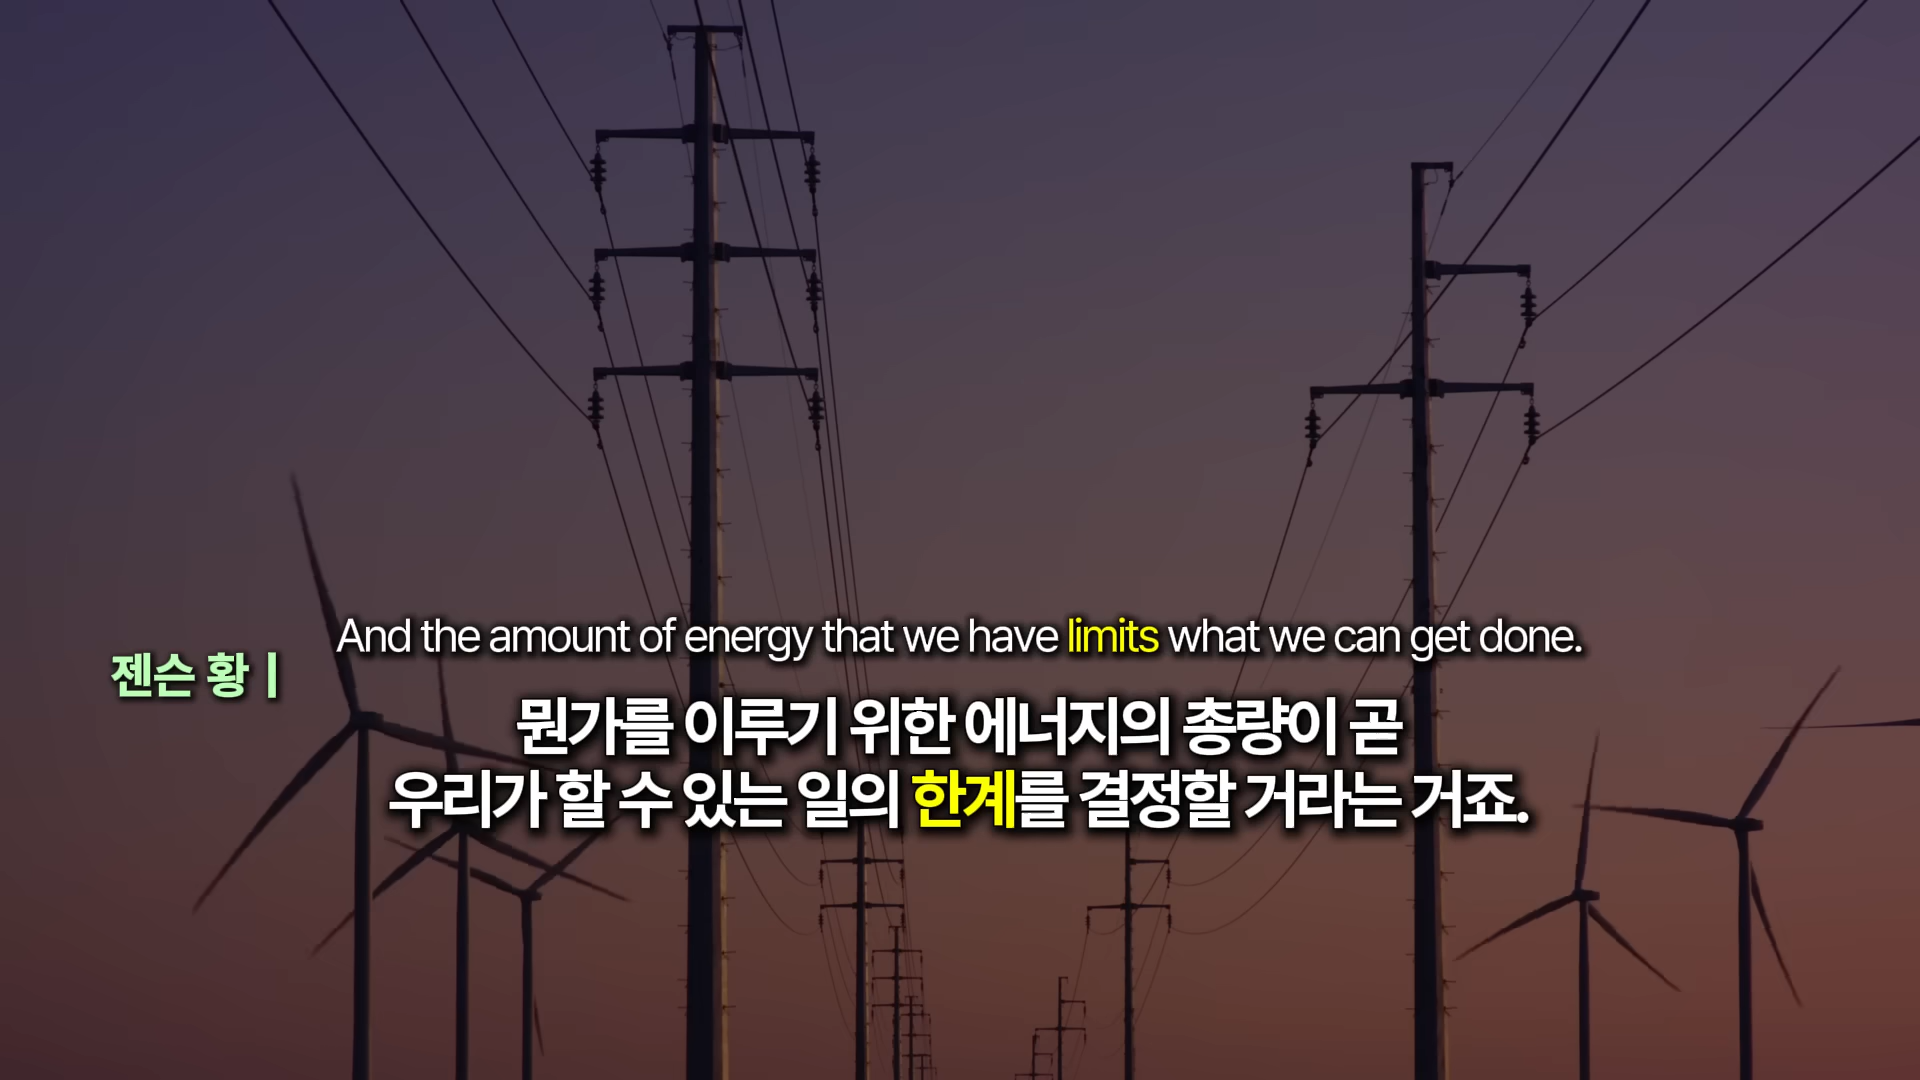 And the amount of energy that we have limits what we can get done.
젠슨 황 |
뭔가를 이루기 위한 에너지의 총량이 곧
우리가 할 수 있는 일의 한계를 결정할 거라는 거죠.